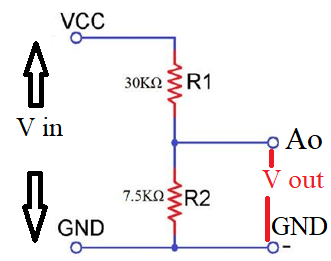 VCC
30KΩ R1
V in
Ao
V out
7.5KΩ R2
GND
GND
-